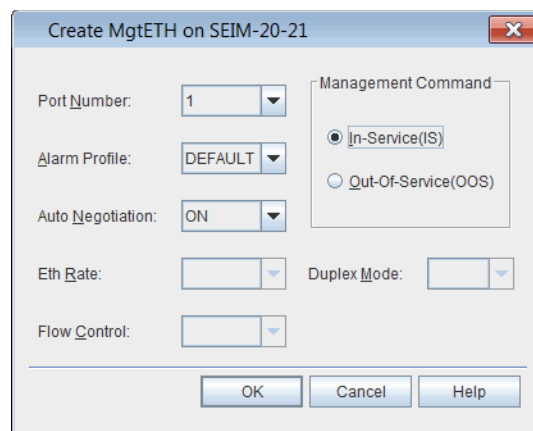 Create MgtETH on SEIM-20-21
Port Number: 1
Management Command
In-Service(IS)
Alarm Profile: DEFAULT
Out-Of-Service(OOS)
Auto Negotiation: ON
Eth Rate:
Duplex Mode:
Flow Control:
OK Cancel Help